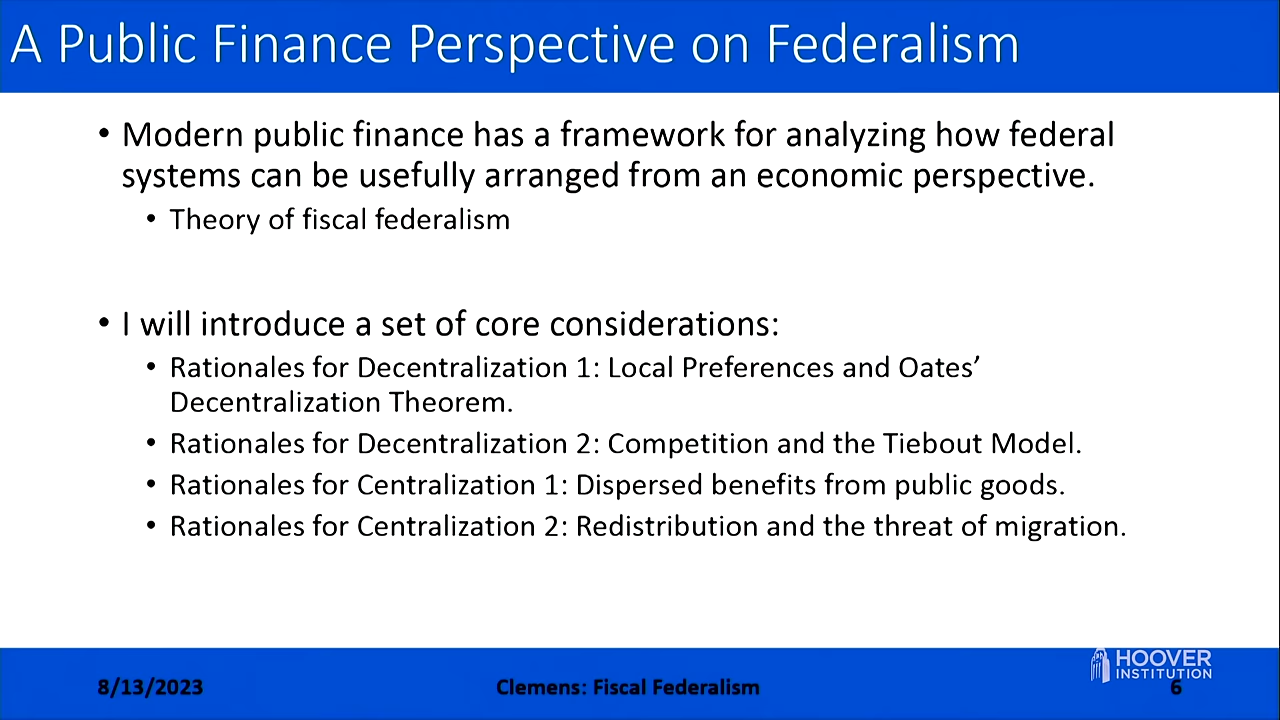 A Public Finance Perspective on Federalism
• Modern public finance has a framework for analyzing how federal
systems can be usefully arranged from an economic perspective.
• Theory of fiscal federalism
• I will introduce a set of core considerations:
• Rationales for Decentralization 1: Local Preferences and Oates’
Decentralization Theorem.
• Rationales for Decentralization 2: Competition and the Tiebout Model.
• Rationales for Centralization 1: Dispersed benefits from public goods.
• Rationales for Centralization 2: Redistribution and the threat of migration.
8/13/2023
Clemens: Fiscal Federalism
HOOVER
INSTITUTION
6